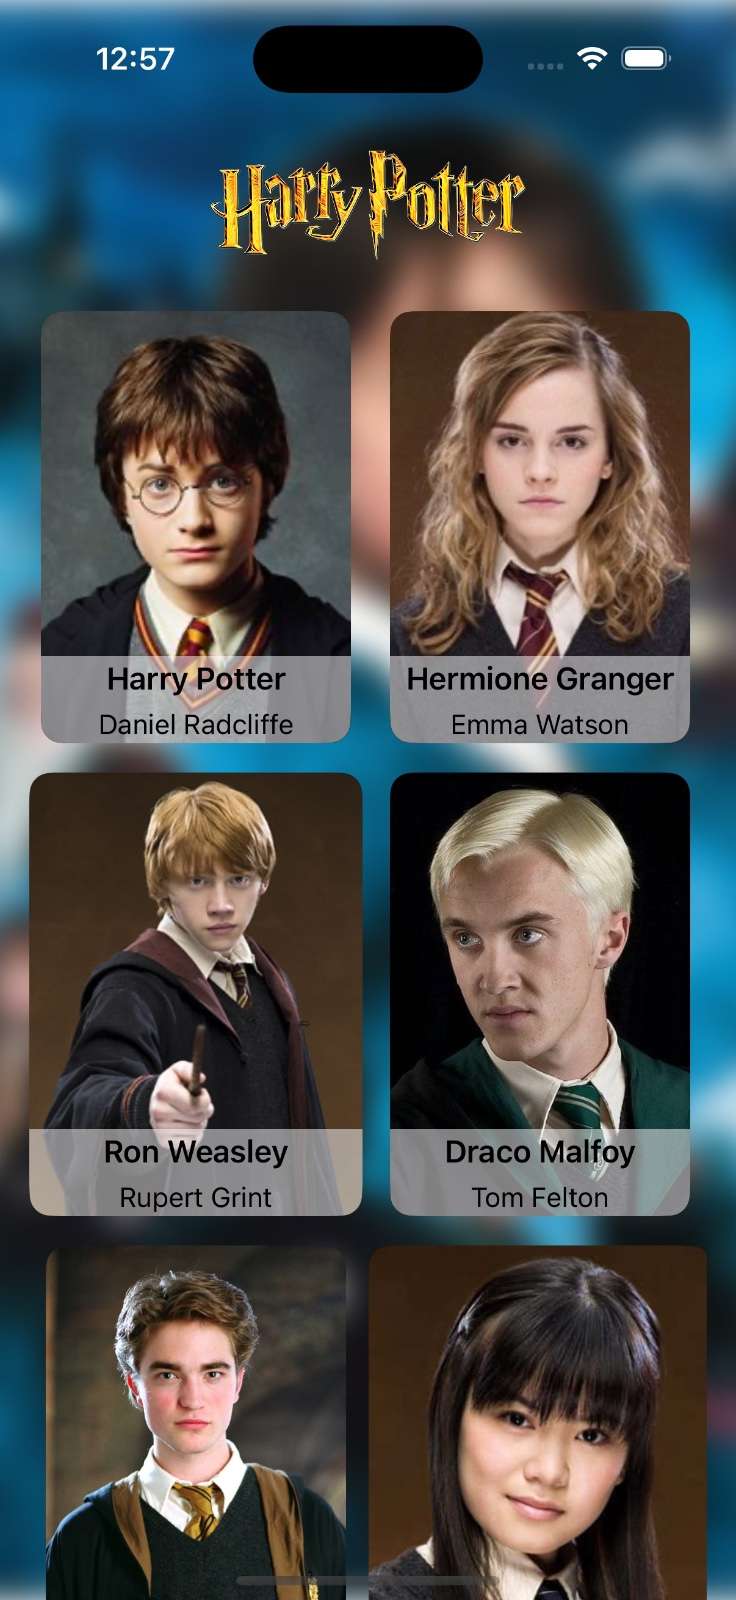 12:57
Harry Potter
Harry Potter
Daniel Radcliffe
Hermione Granger
Emma Watson
Ron Weasley
Rupert Grint
Draco Malfoy
Tom Felton